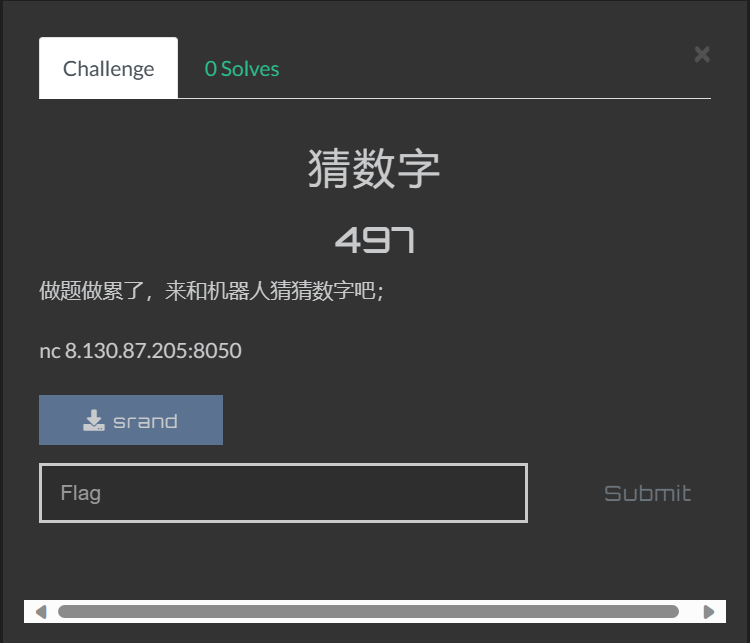 Challenge
0 Solves
×
猜数字
497
做题做累了，来和机器人猜猜数字吧；
nc 8.130.87.205:8050
srand
Flag
Submit